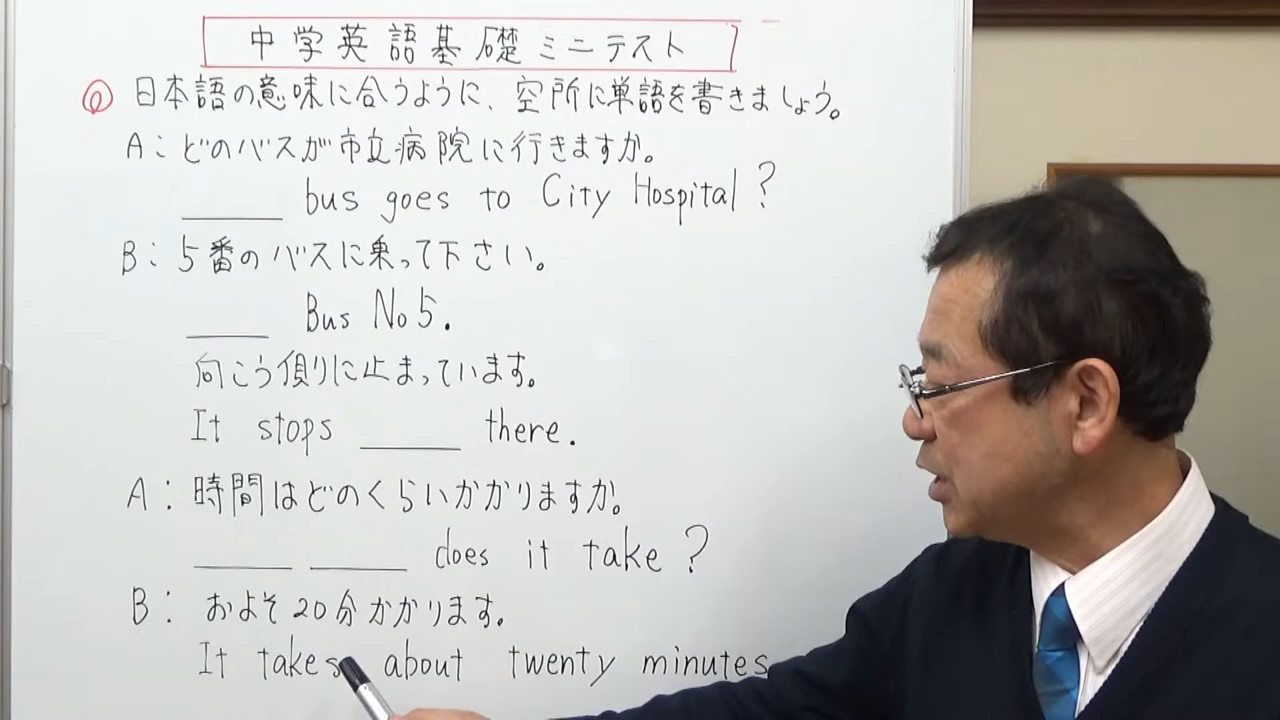 中学英語基礎ミニテスト
Q 日本語の意味に合うように、空所に単語を書きましょう。
A：どのバスが市立病院に行きますか。
______ bus goes to City Hospital?
B：5番のバスに乗って下さい。
_____ Bus No 5.
向こう側りに止まっています。
It stops ______ there.
A：時間はどのくらいかかりますか。
______ ______ does it take?
B：およそ20分かかります。
It takes about twenty minutes